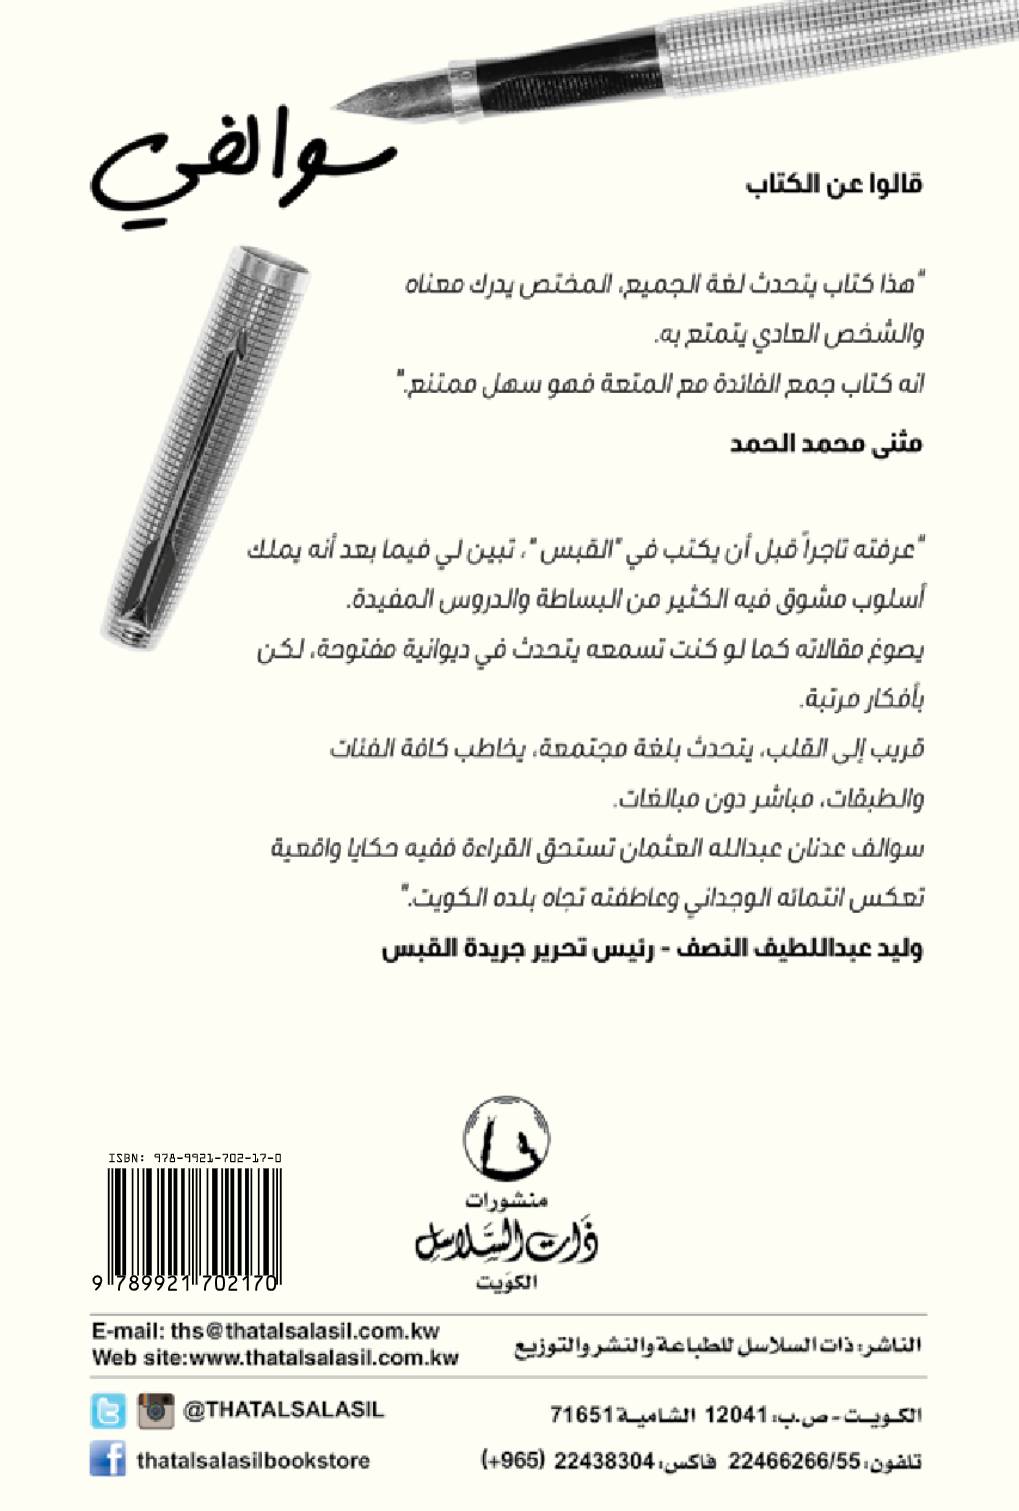 سوالفي
قالوا عن الكتاب
"هذا كتاب يتحدث لغة الجميع، المختص يدرك معناه
والشخص العادي يتمتع به.
انه كتاب جمع الفائدة مع المتعة فهو سهل ممتنع."
مثنى محمد الحمد
"عرفته تاجراً قبل أن يكتب في "القبس"، تبين لي فيما بعد أنه يملك
أسلوب مشوق فيه الكثير من البساطة والدروس المفيدة.
يصوغ مقالاته كما لو كنت تسمعه يتحدث في ديوانية مفتوحة، لكن
بأفكار مرتبة.
قريب إلى القلب، يتحدث بلغة مجتمعة، يخاطب كافة الفئات
والطبقات، مباشر دون مبالغات.
سوالف عدنان عبدالله العثمان تستحق القراءة ففيه حكايا واقعية
تعكس انتمائه الوجداني وعاطفته تجاه بلده الكويت."
وليد عبداللطيف النصف - رئيس تحرير جريدة القبس
ISBN: 978-9921-702-17-0
9 789921 702170
منشورات
ذَات السَّلاسِل
الكوَيت
E-mail: ths@thatalsalasil.com.kw
Web site:www.thatalsalasil.com.kw
الناشر: ذات السلاسل للطباعة والنشر والتوزيع
@THATALSALASIL
thatalsalasilbookstore
الكويت - ص.ب: 12041 الشامية 71651
تلفون: 22466266/55 فاكس: 22438304 (965+)